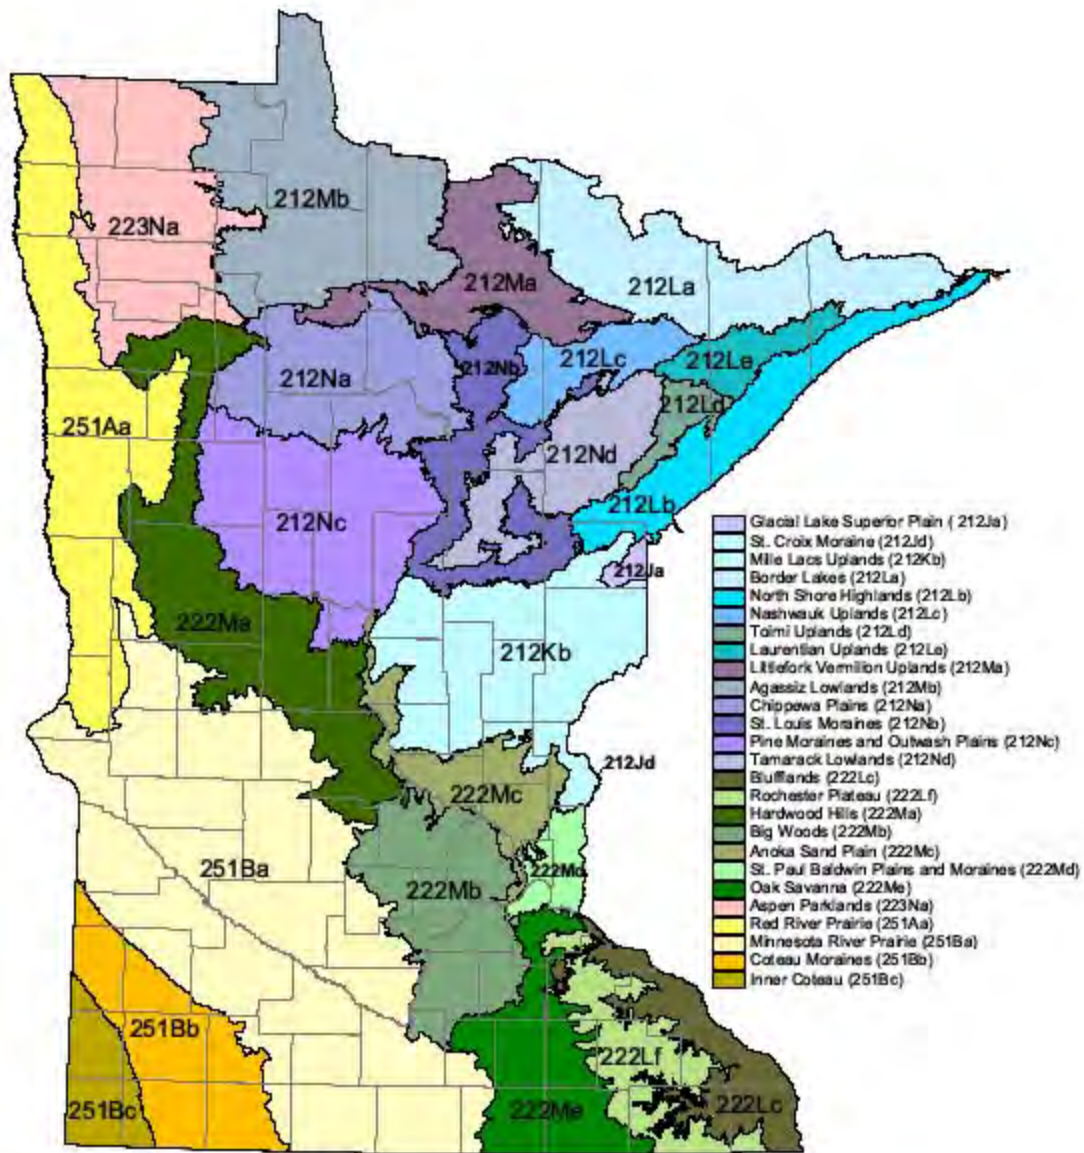 212Mb
223Na
212Ma
212La
212Nb
212Lc
212Le
212Na
212Ld
251Aa
212Nd
212Lb
212Nc
212Ja
222Ma
212Kb
212Jd
222Mc
251Ba
222Md
222Mb
251Bb
222Lf
251Bc
222Me
222Lc
Glacial Lake Superior Plain ( 212Ja)
St. Croix Moraine (212Jd)
Mille Lacs Uplands (212Kb)
Border Lakes (212La)
North Shore Highlands (212Lb)
Nashwauk Uplands (212Lc)
Toimi Uplands (212Ld)
Laurentian Uplands (212Le)
Littlefork Vermilion Uplands (212Ma)
Agassiz Lowlands (212Mb)
Chippewa Plains (212Na)
St. Louis Moraines (212Nb)
Pine Moraines and Outwash Plains (212Nc)
Tamarack Lowlands (212Nd)
Blufflands (222Lc)
Rochester Plateau (222Lf)
Hardwood Hills (222Ma)
Big Woods (222Mb)
Anoka Sand Plain (222Mc)
St. Paul Baldwin Plains and Moraines (222Md)
Oak Savanna (222Me)
Aspen Parklands (223Na)
Red River Prairie (251Aa)
Minnesota River Prairie (251Ba)
Coteau Moraines (251Bb)
Inner Coteau (251Bc)